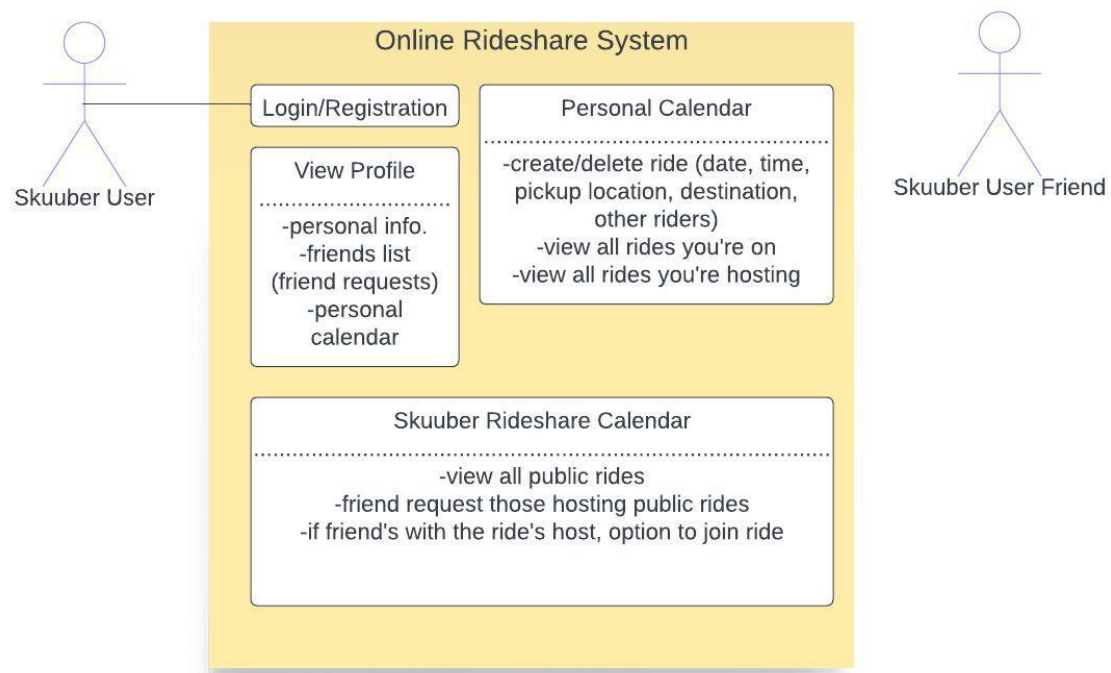 Online Rideshare System
Skuuber User
Login/Registration
View Profile
-personal info.
-friends list
(friend requests)
-personal
calendar
Personal Calendar
-create/delete ride (date, time,
pickup location, destination,
other riders)
-view all rides you're on
-view all rides you're hosting
Skuuber User Friend
Skuuber Rideshare Calendar
-view all public rides
-friend request those hosting public rides
-if friend's with the ride's host, option to join ride